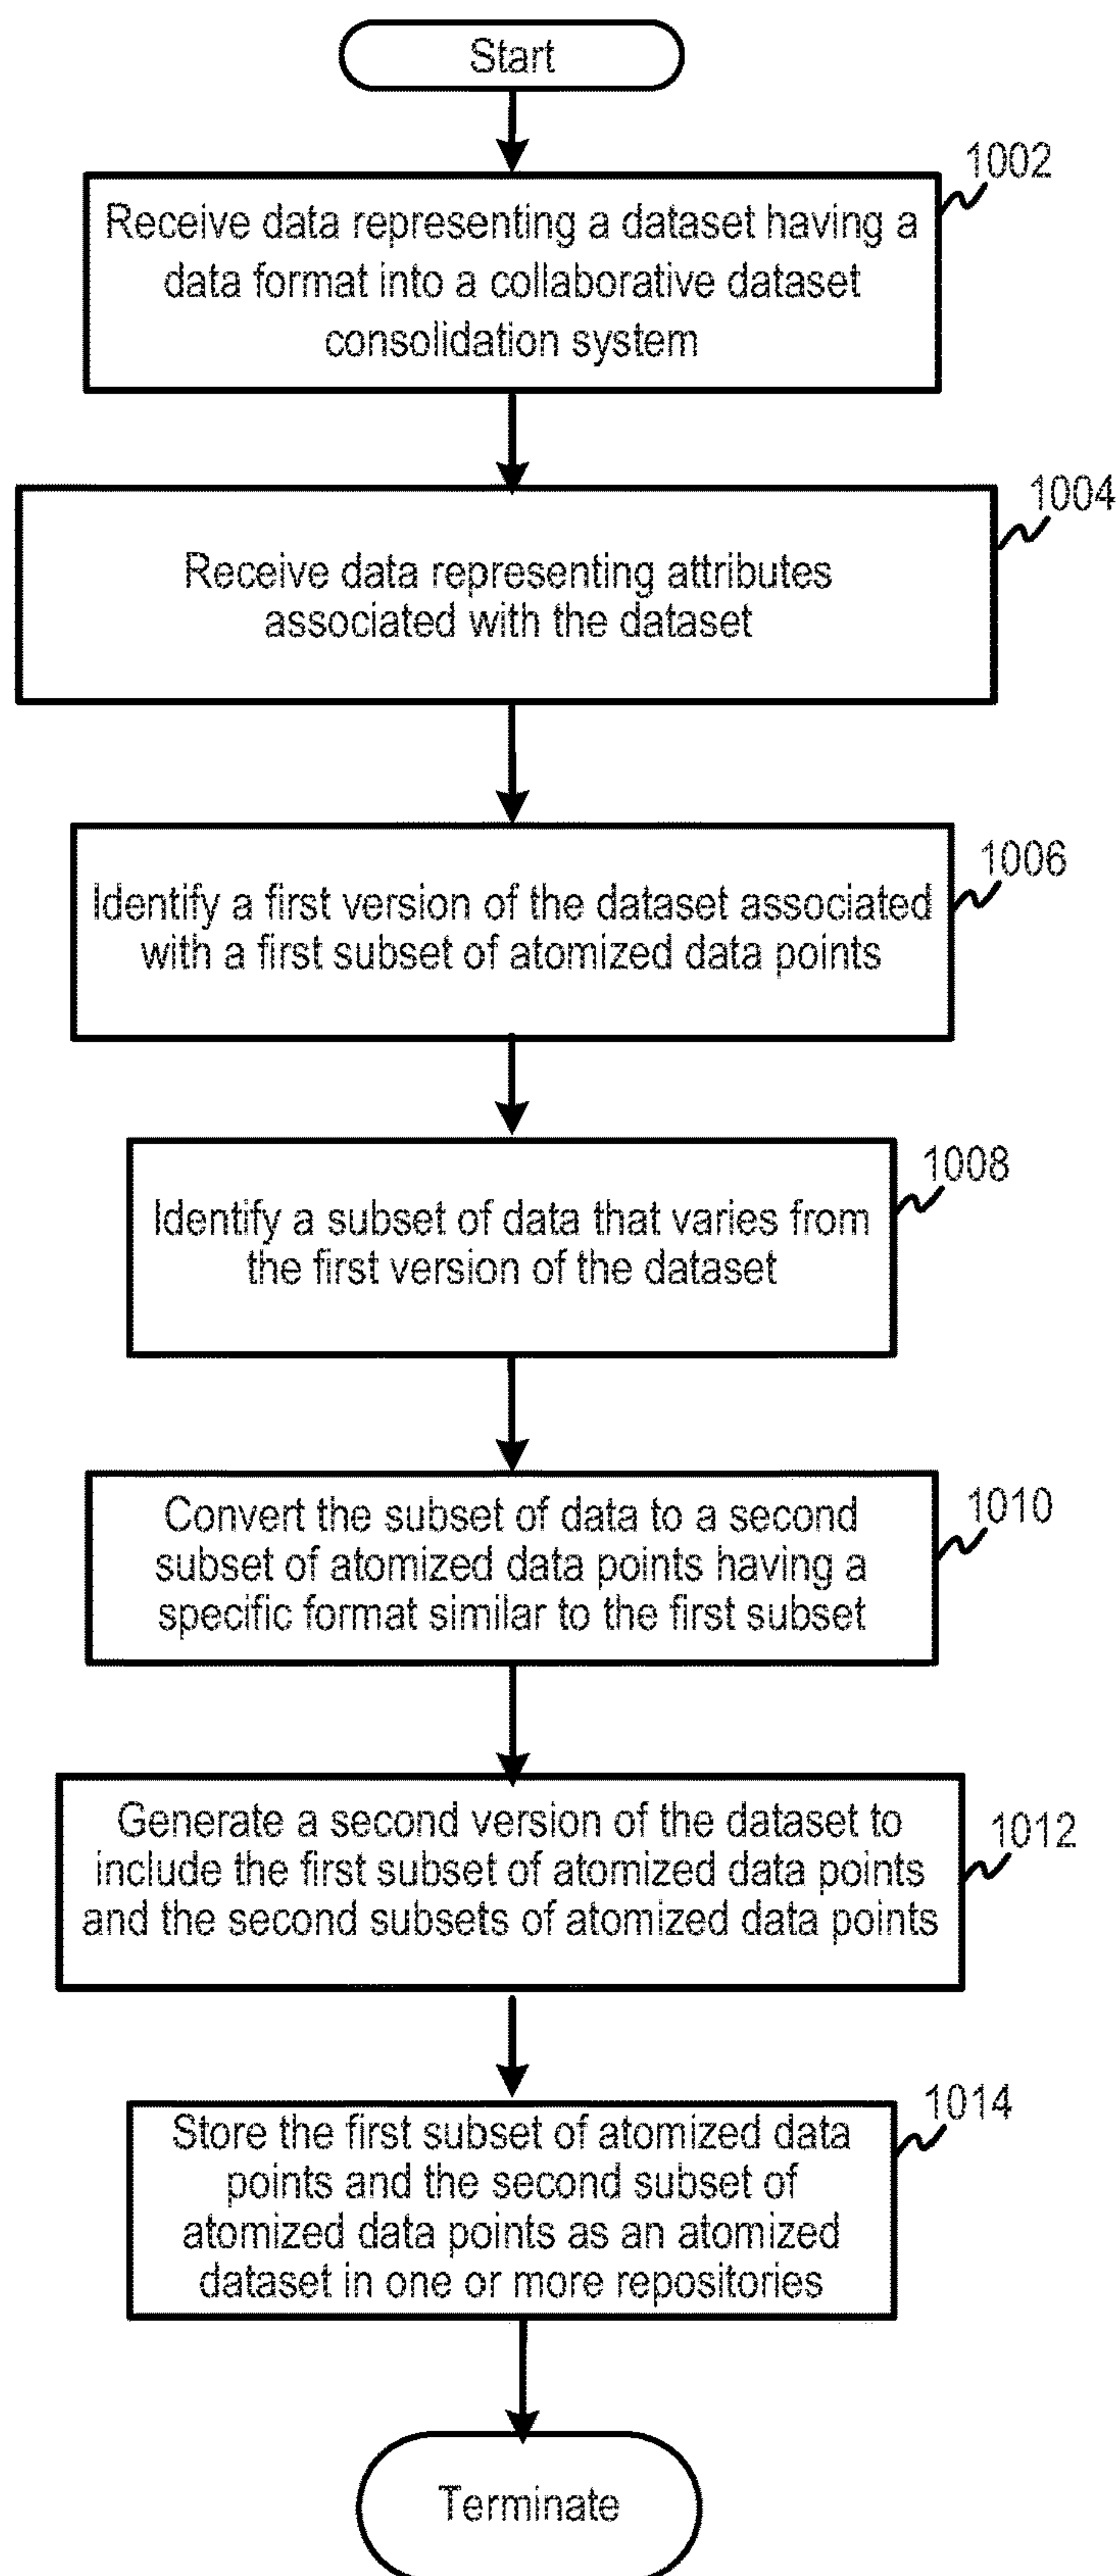 Start
1002
Receive data representing a dataset having a
data format into a collaborative dataset
consolidation system
1004
Receive data representing attributes
associated with the dataset
1006
Identify a first version of the dataset associated
with a first subset of atomized data points
1008
Identify a subset of data that varies from
the first version of the dataset
1010
Convert the subset of data to a second
subset of atomized data points having a
specific format similar to the first subset
1012
Generate a second version of the dataset to
include the first subset of atomized data points
and the second subsets of atomized data points
1014
Store the first subset of atomized data
points and the second subset of
atomized data points as an atomized
dataset in one or more repositories
Terminate